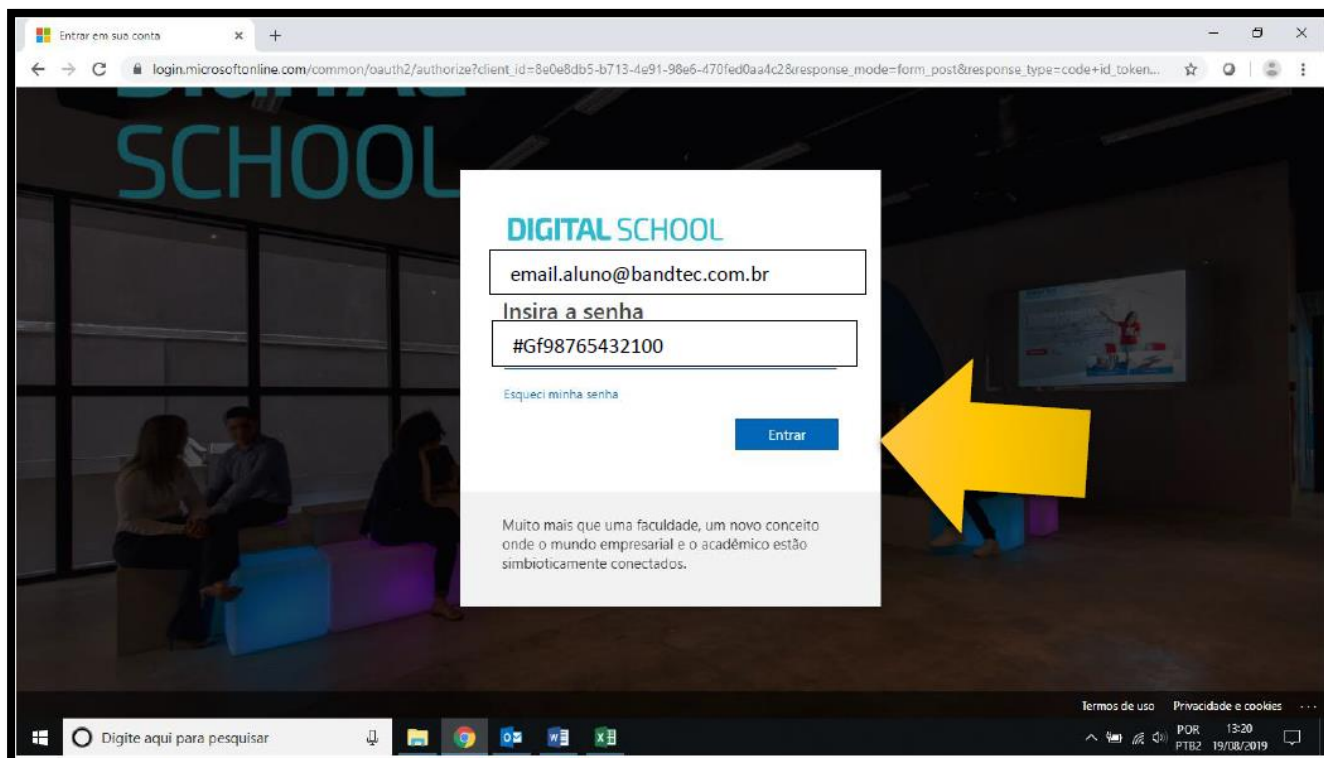 Entrar em sua conta
login.microsoftonline.com/common/oauth2/authorize?client_id=8e0e8db5-b713-4e91-98e6-470fed0aa4c2&response_mode=form_post&response_type=code+id_token...
SCHOOL
DIGITAL SCHOOL
email.aluno@bandtec.com.br
Insira a senha
#Gf98765432100
Esqueci minha senha
Entrar
Muito mais que uma faculdade, um novo conceito
onde o mundo empresarial e o acadêmico estão
simbioticamente conectados.
Termos de uso Privacidade e cookies ...
Digite aqui para pesquisar
POR 13:20
PTB2 19/08/2019